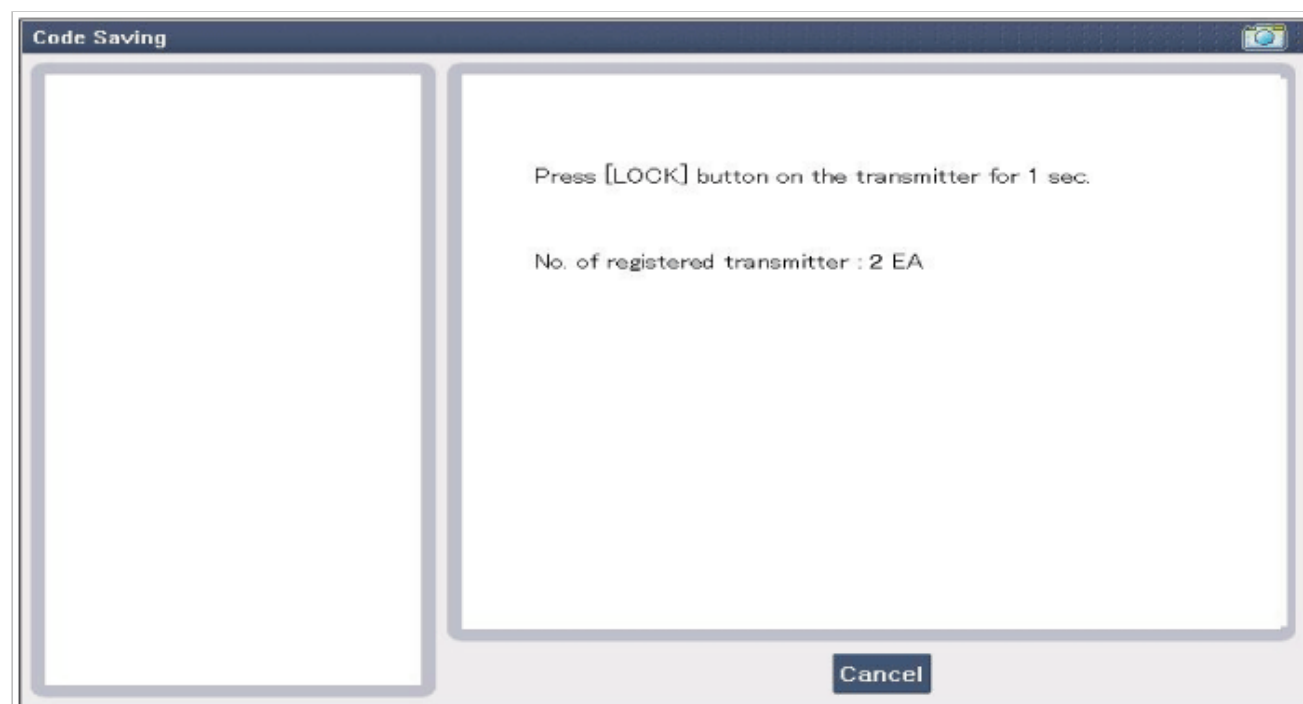 Code Saving
Press [LOCK] button on the transmitter for 1 sec.
No. of registered transmitter : 2 EA
Cancel